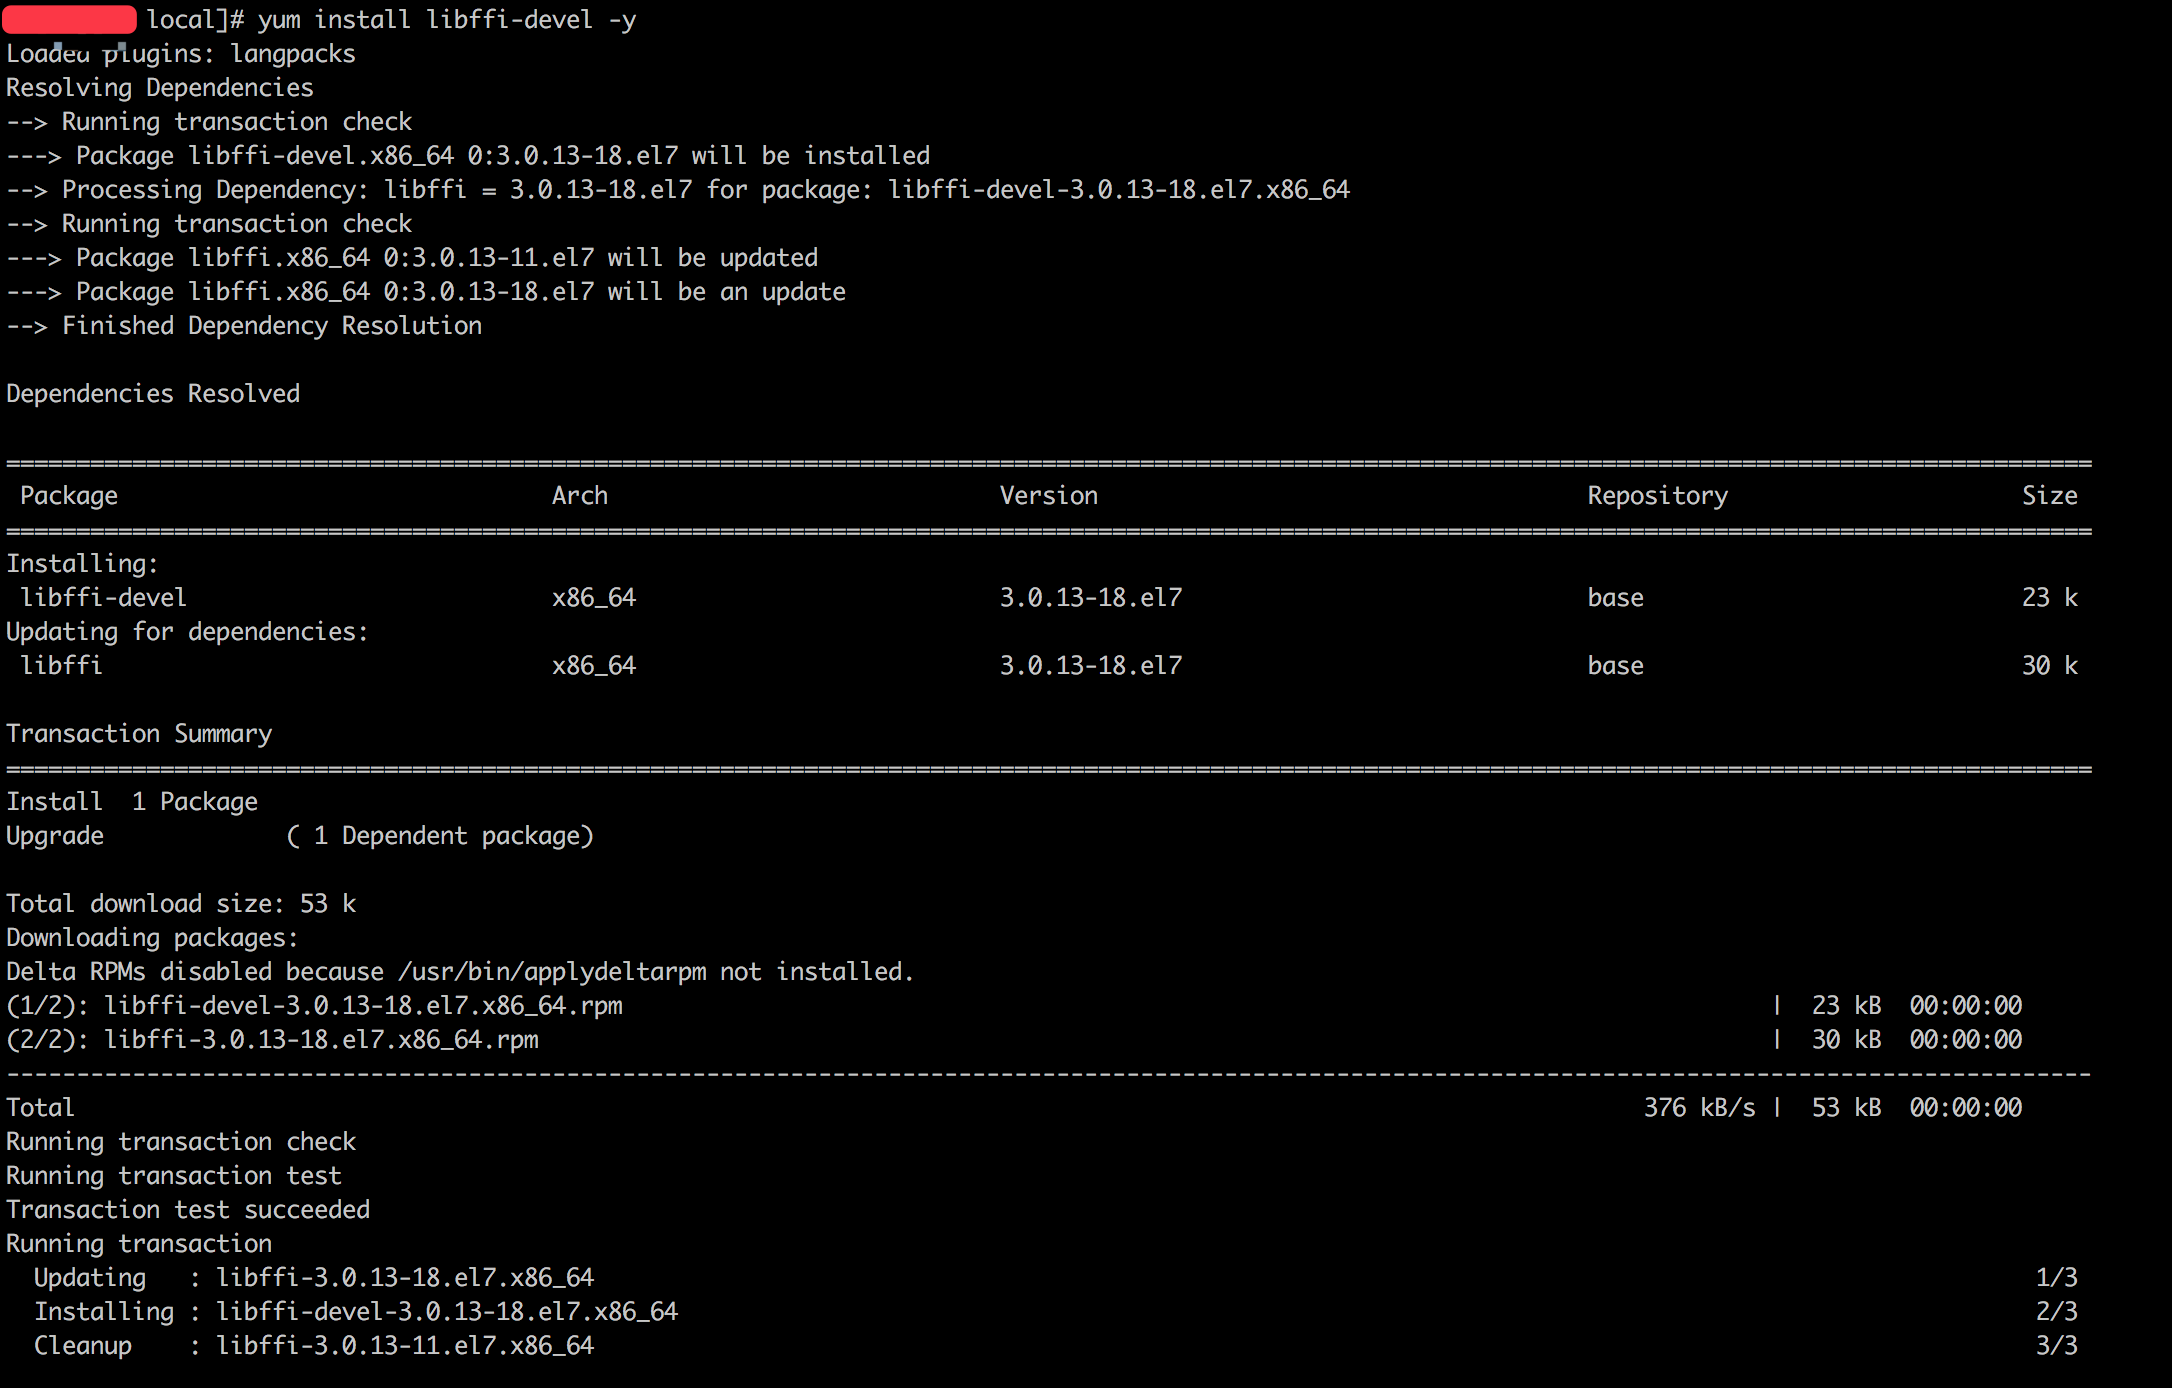 local]# yum install libffi-devel -y
Loaded plugins: langpacks
Resolving Dependencies
--> Running transaction check
---> Package libffi-devel.x86_64 0:3.0.13-18.el7 will be installed
--> Processing Dependency: libffi = 3.0.13-18.el7 for package: libffi-devel-3.0.13-18.el7.x86_64
--> Running transaction check
---> Package libffi.x86_64 0:3.0.13-11.el7 will be updated
---> Package libffi.x86_64 0:3.0.13-18.el7 will be an update
--> Finished Dependency Resolution
Dependencies Resolved
================================================================================
Package Arch Version Repository Size
================================================================================
Installing:
libffi-devel x86_64 3.0.13-18.el7 base 23 k
Updating for dependencies:
libffi x86_64 3.0.13-18.el7 base 30 k
Transaction Summary
================================================================================
Install 1 Package
Upgrade ( 1 Dependent package)
Total download size: 53 k
Downloading packages:
Delta RPMs disabled because /usr/bin/applydeltarpm not installed.
(1/2): libffi-devel-3.0.13-18.el7.x86_64.rpm | 23 kB 00:00:00
(2/2): libffi-3.0.13-18.el7.x86_64.rpm | 30 kB 00:00:00
--------------------------------------------------------------------------------
Total 376 kB/s | 53 kB 00:00:00
Running transaction check
Running transaction test
Transaction test succeeded
Running transaction
Updating : libffi-3.0.13-18.el7.x86_64 1/3
Installing : libffi-devel-3.0.13-18.el7.x86_64 2/3
Cleanup : libffi-3.0.13-11.el7.x86_64 3/3